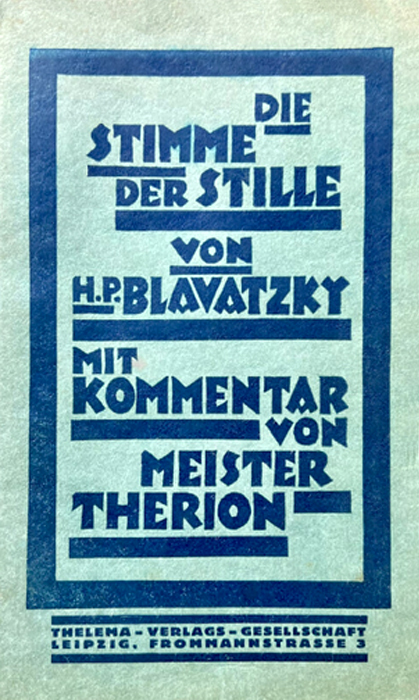 DIE
STIMME
DER STILLE
VON
H.P. BLAVATZKY
MIT
KOMMENTAR
VON
MEISTER
THERION
THELEMA-VERLAGS-GESELLSCHAFT
LEIPZIG, FROMMANNSTRASSE 3